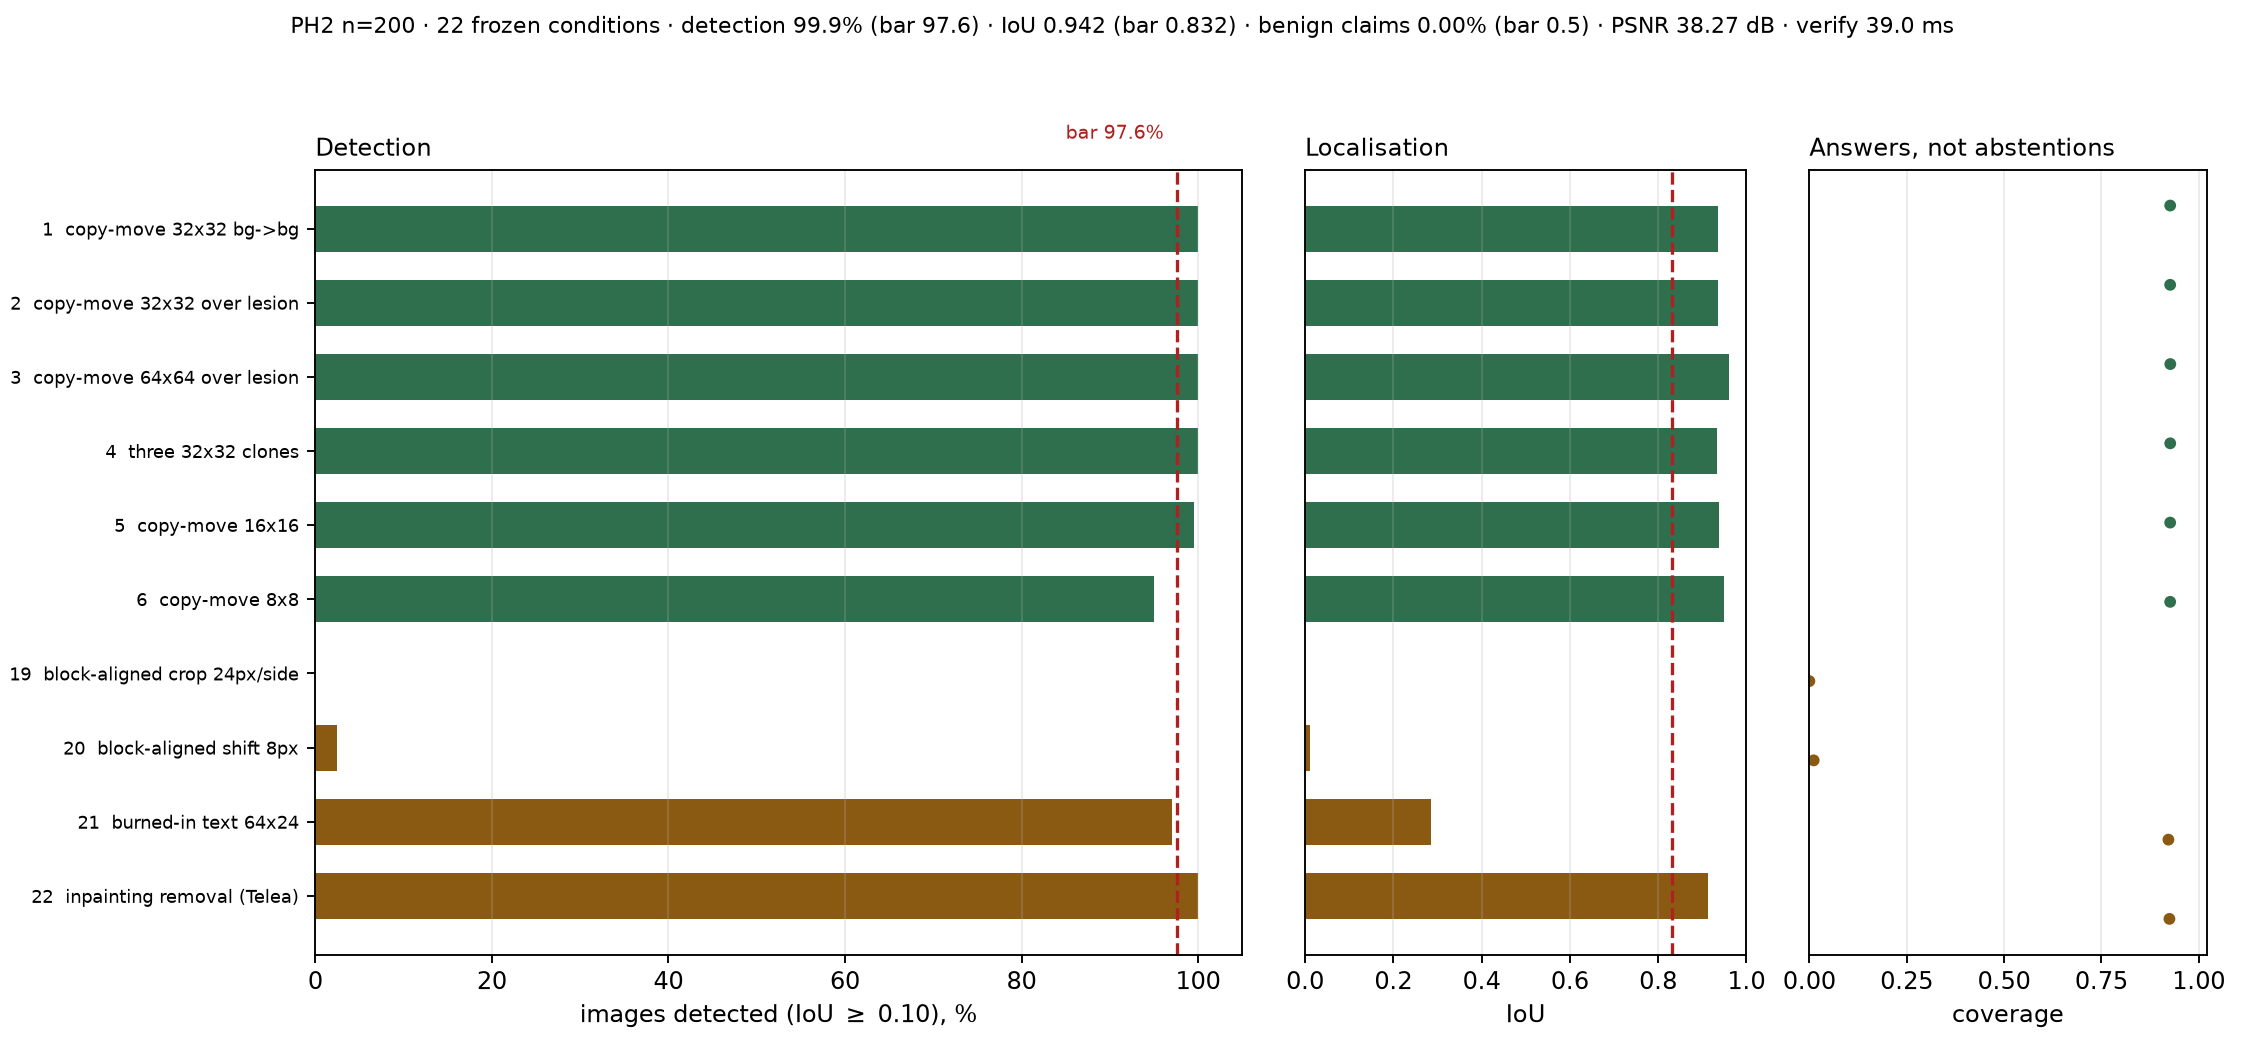 PH2 n=200 · 22 frozen conditions · detection 99.9% (bar 97.6) · IoU 0.942 (bar 0.832) · benign claims 0.00% (bar 0.5) · PSNR 38.27 dB · verify 39.0 ms
bar 97.6%
Detection
Localisation
Answers, not abstentions
1 copy-move 32x32 bg->bg
2 copy-move 32x32 over lesion
3 copy-move 64x64 over lesion
4 three 32x32 clones
5 copy-move 16x16
6 copy-move 8x8
19 block-aligned crop 24px/side
20 block-aligned shift 8px
21 burned-in text 64x24
22 inpainting removal (Telea)
0 20 40 60 80 100
0.0 0.2 0.4 0.6 0.8 1.0
0.00 0.25 0.50 0.75 1.00
images detected (IoU ≥ 0.10), %
IoU
coverage